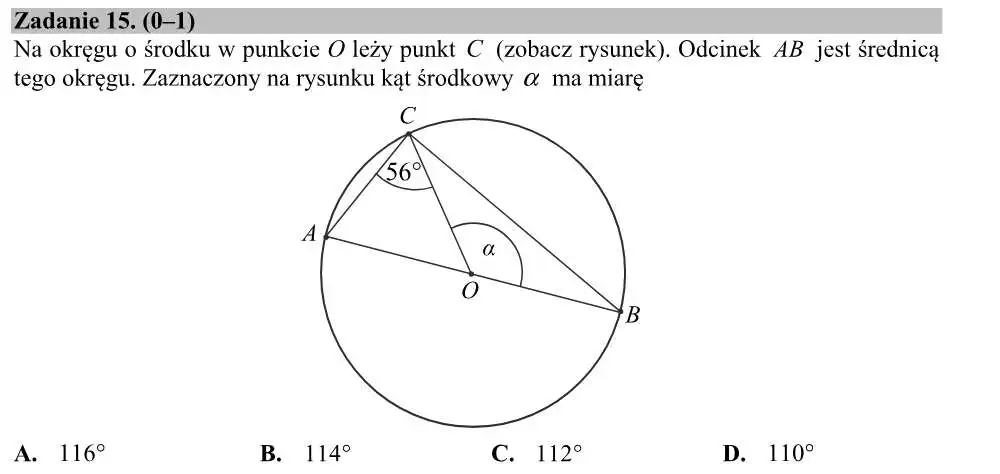 Zadanie 15. (0–1)
Na okręgu o środku w punkcie O leży punkt C (zobacz rysunek). Odcinek AB jest średnicą
tego okręgu. Zaznaczony na rysunku kąt środkowy α ma miarę
C
56°
A
α
O
B
A. 116° B. 114° C. 112° D. 110°